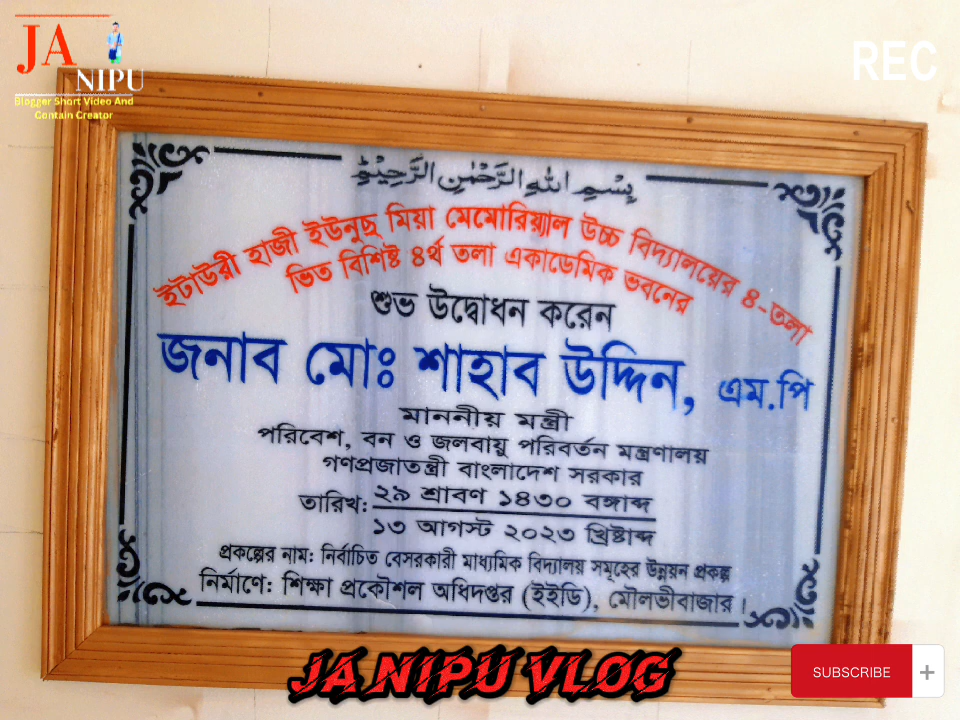 JA
NIPU
Blogger Short Video And
Contain Creator
REC
بِسْمِ اللهِ الرَّحْمٰنِ الرَّحِيْمِ
ইটাউরী হাজী ইউনুছ মিয়া মেমোরিয়্যাল উচ্চ বিদ্যালয়ের ৪-তলা
ভিত বিশিষ্ট ৪র্থ তলা একাডেমিক ভবনের
শুভ উদ্বোধন করেন
জনাব মোঃ শাহাব উদ্দিন, এম.পি
মাননীয় মন্ত্রী
পরিবেশ, বন ও জলবায়ু পরিবর্তন মন্ত্রণালয়
গণপ্রজাতন্ত্রী বাংলাদেশ সরকার
তারিখ: ২৯ শ্রাবণ ১৪৩০ বঙ্গাব্দ
১৩ আগস্ট ২০২৩ খ্রিষ্টাব্দ
প্রকল্পের নাম: নির্বাচিত বেসরকারী মাধ্যমিক বিদ্যালয় সমূহের উন্নয়ন প্রকল্প
নির্মাণে: শিক্ষা প্রকৌশল অধিদপ্তর (ইইডি), মৌলভীবাজার।
JA NIPU VLOG
SUBSCRIBE +